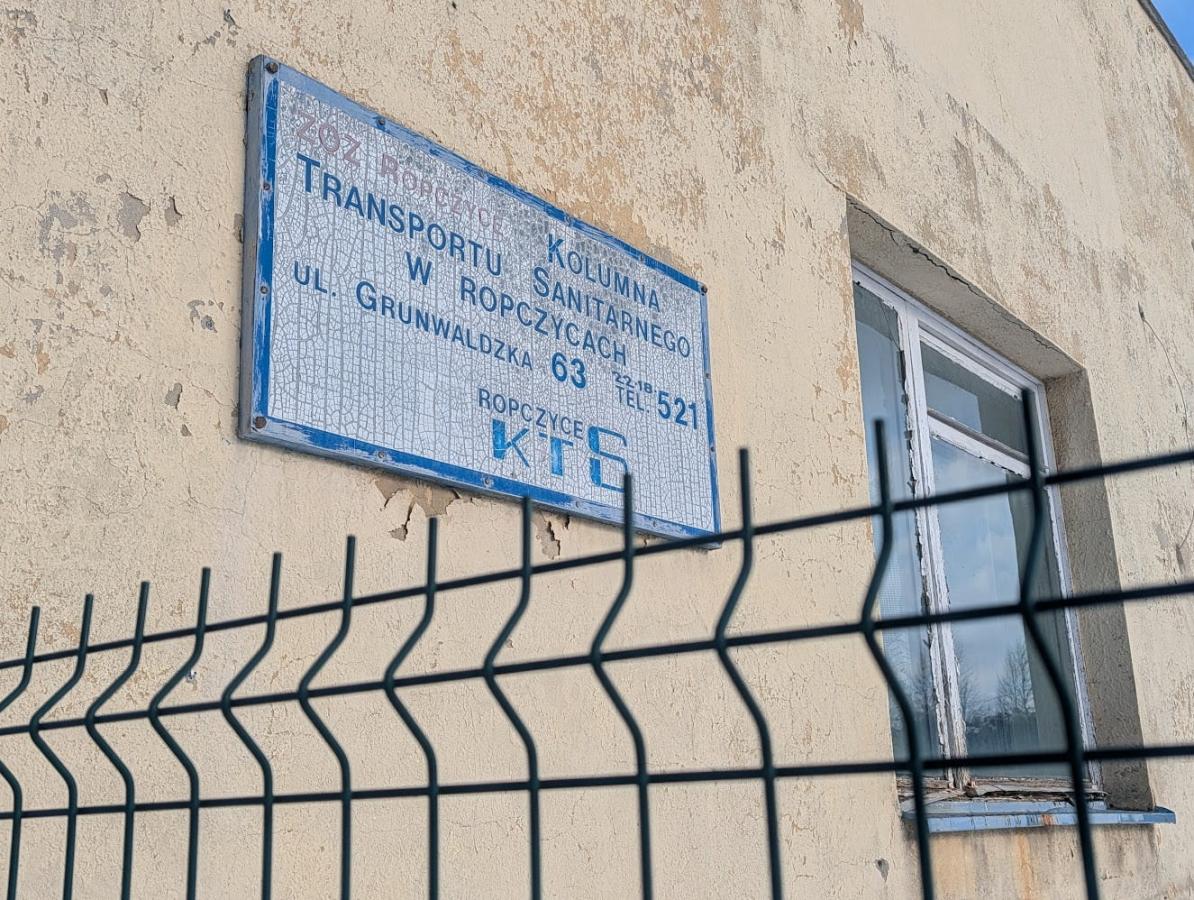 ZOZ ROPCZYCE KOLUMNA
TRANSPORTU SANITARNEGO
W ROPCZYCACH
UL. GRUNWALDZKA 63 22-18- TEL. 521
ROPCZYCE
KTS